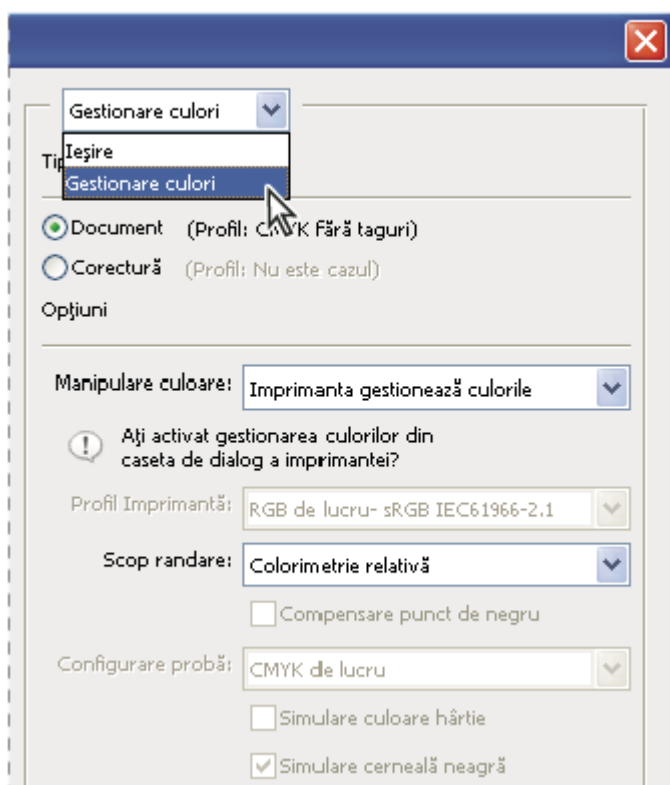 Gestionare culori
Ieşire
Gestionare culori
Document (Profil: CMYK fără taguri)
Corectură (Profil: Nu este cazul)
Opţiuni
Manipulare culoare: Imprimanta gestionează culorile
Aţi activat gestionarea culorilor din
caseta de dialog a imprimantei?
Profil Imprimantă: RGB de lucru- sRGB IEC61966-2.1
Scop randare: Colorimetrie relativă
Compensare punct de negru
Configurare probă: CMYK de lucru
Simulare culoare hârtie
Simulare cerneală neagră